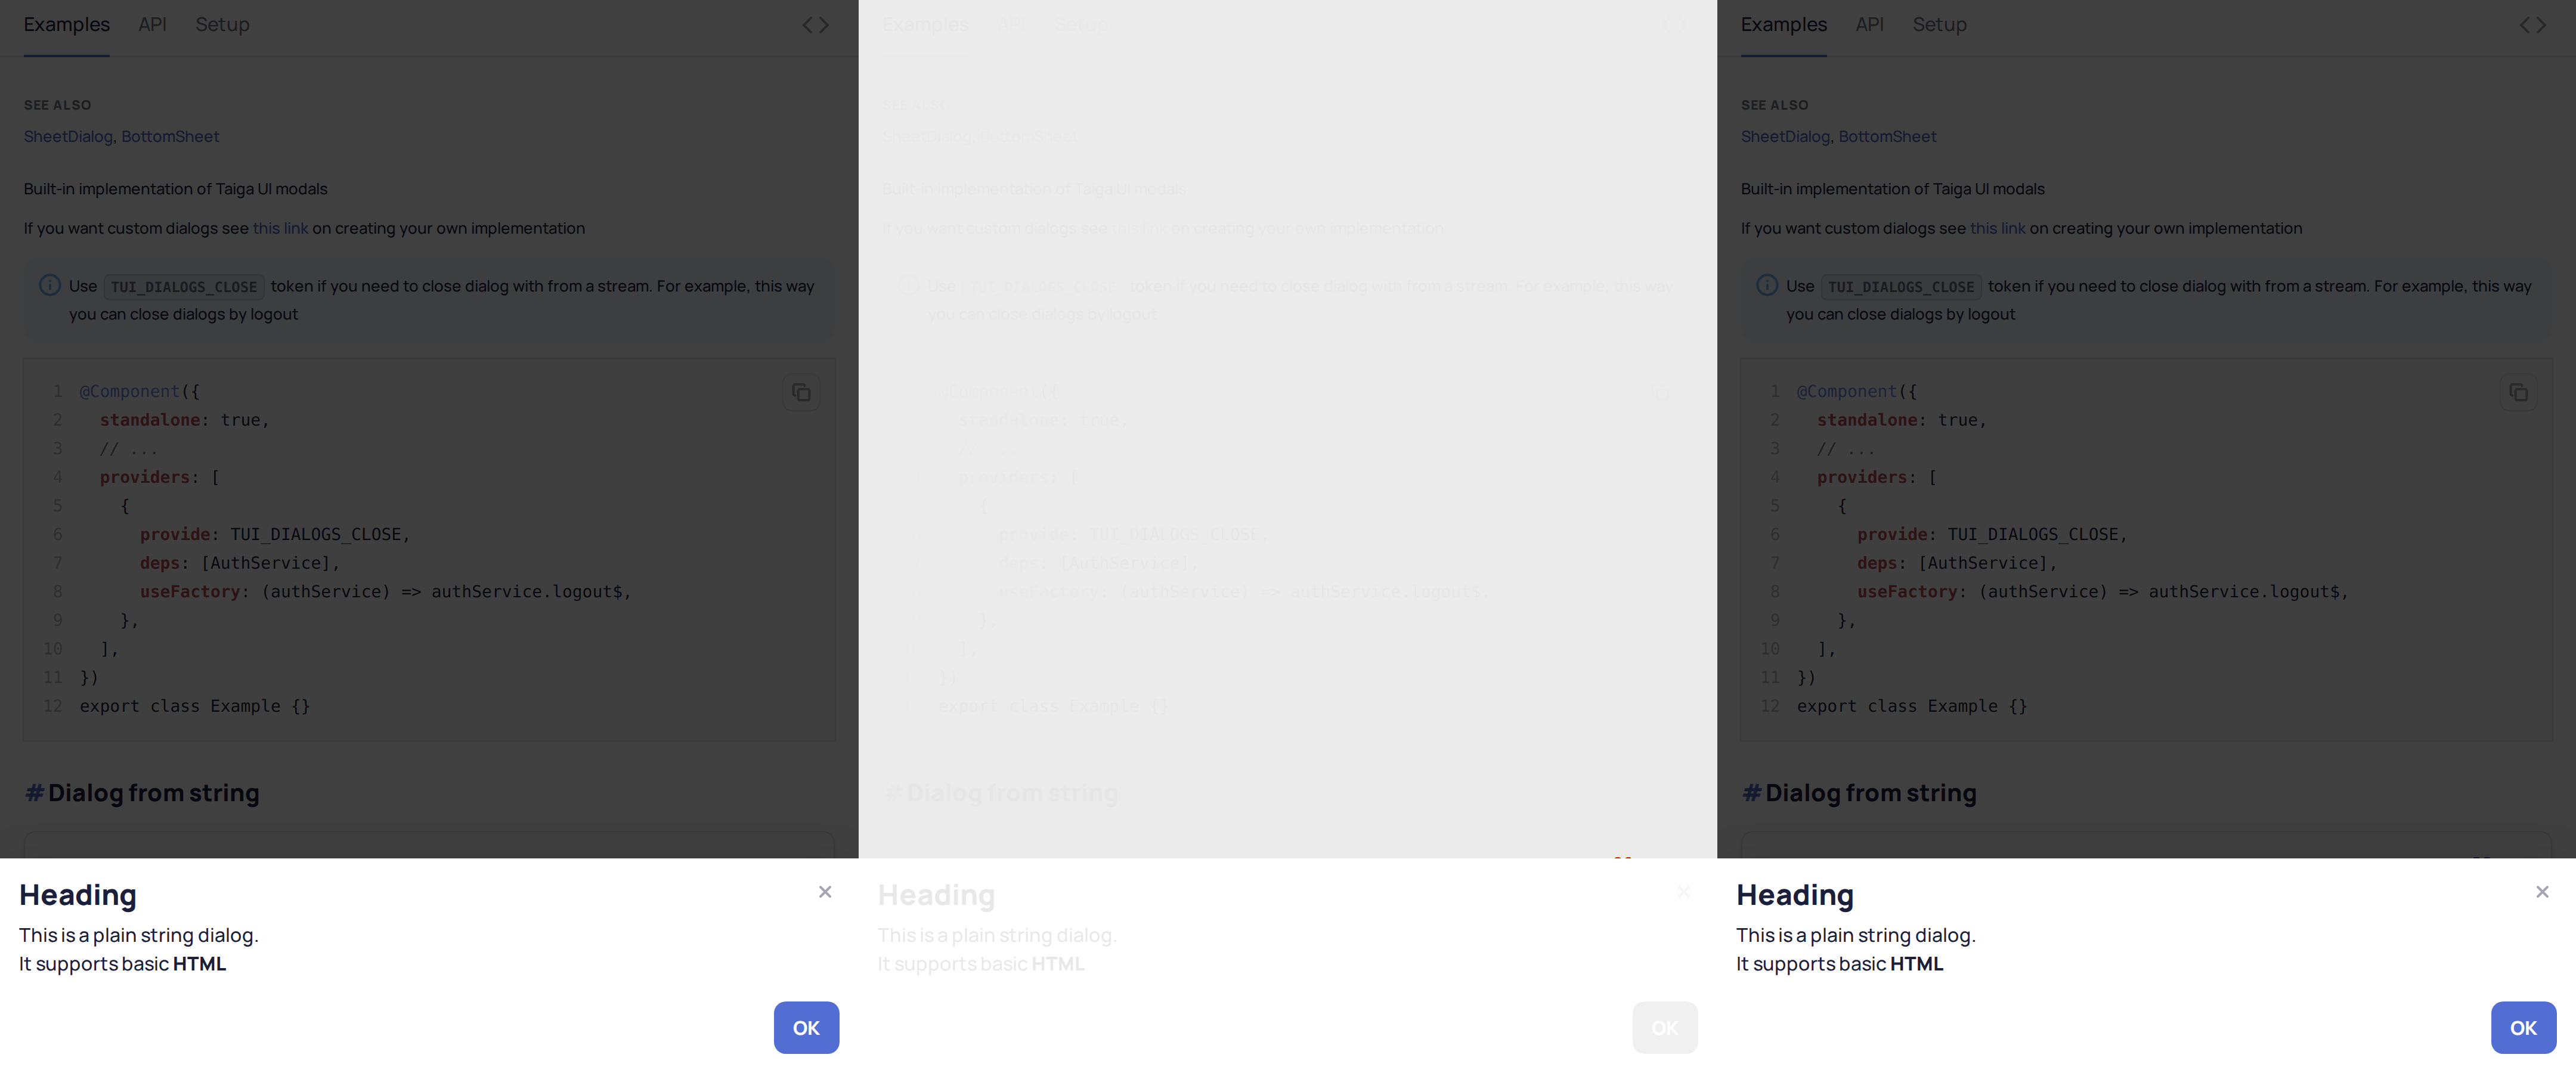 Examples API Setup
SEE ALSO
SheetDialog, BottomSheet
Built-in implementation of Taiga UI modals
If you want custom dialogs see this link on creating your own implementation
Use TUI_DIALOGS_CLOSE token if you need to close dialog with from a stream. For example, this way
you can close dialogs by logout
1 @Component({
2 standalone: true,
3 // ...
4 providers: [
5 {
6 provide: TUI_DIALOGS_CLOSE,
7 deps: [AuthService],
8 useFactory: (authService) => authService.logout$,
9 },
10 ],
11 })
12 export class Example {}
# Dialog from string
Heading
This is a plain string dialog.
It supports basic HTML
OK
Examples API Setup
SEE ALSO
SheetDialog, BottomSheet
Built-in implementation of Taiga UI modals
If you want custom dialogs see this link on creating your own implementation
Use TUI_DIALOGS_CLOSE token if you need to close dialog with from a stream. For example, this way
you can close dialogs by logout
@Component({
standalone: true,
//
providers: [
{
provide: TUI_DIALOGS_CLOSE,
deps: [AuthService],
useFactory: (authService) => authService.logout$,
},
],
})
export class Example {}
# Dialog from string
Heading
This is a plain string dialog.
It supports basic HTML
OK
Examples API Setup
SEE ALSO
SheetDialog, BottomSheet
Built-in implementation of Taiga UI modals
If you want custom dialogs see this link on creating your own implementation
Use TUI_DIALOGS_CLOSE token if you need to close dialog with from a stream. For example, this way
you can close dialogs by logout
1 @Component({
2 standalone: true,
3 // ...
4 providers: [
5 {
6 provide: TUI_DIALOGS_CLOSE,
7 deps: [AuthService],
8 useFactory: (authService) => authService.logout$,
9 },
10 ],
11 })
12 export class Example {}
# Dialog from string
Heading
This is a plain string dialog.
It supports basic HTML
OK